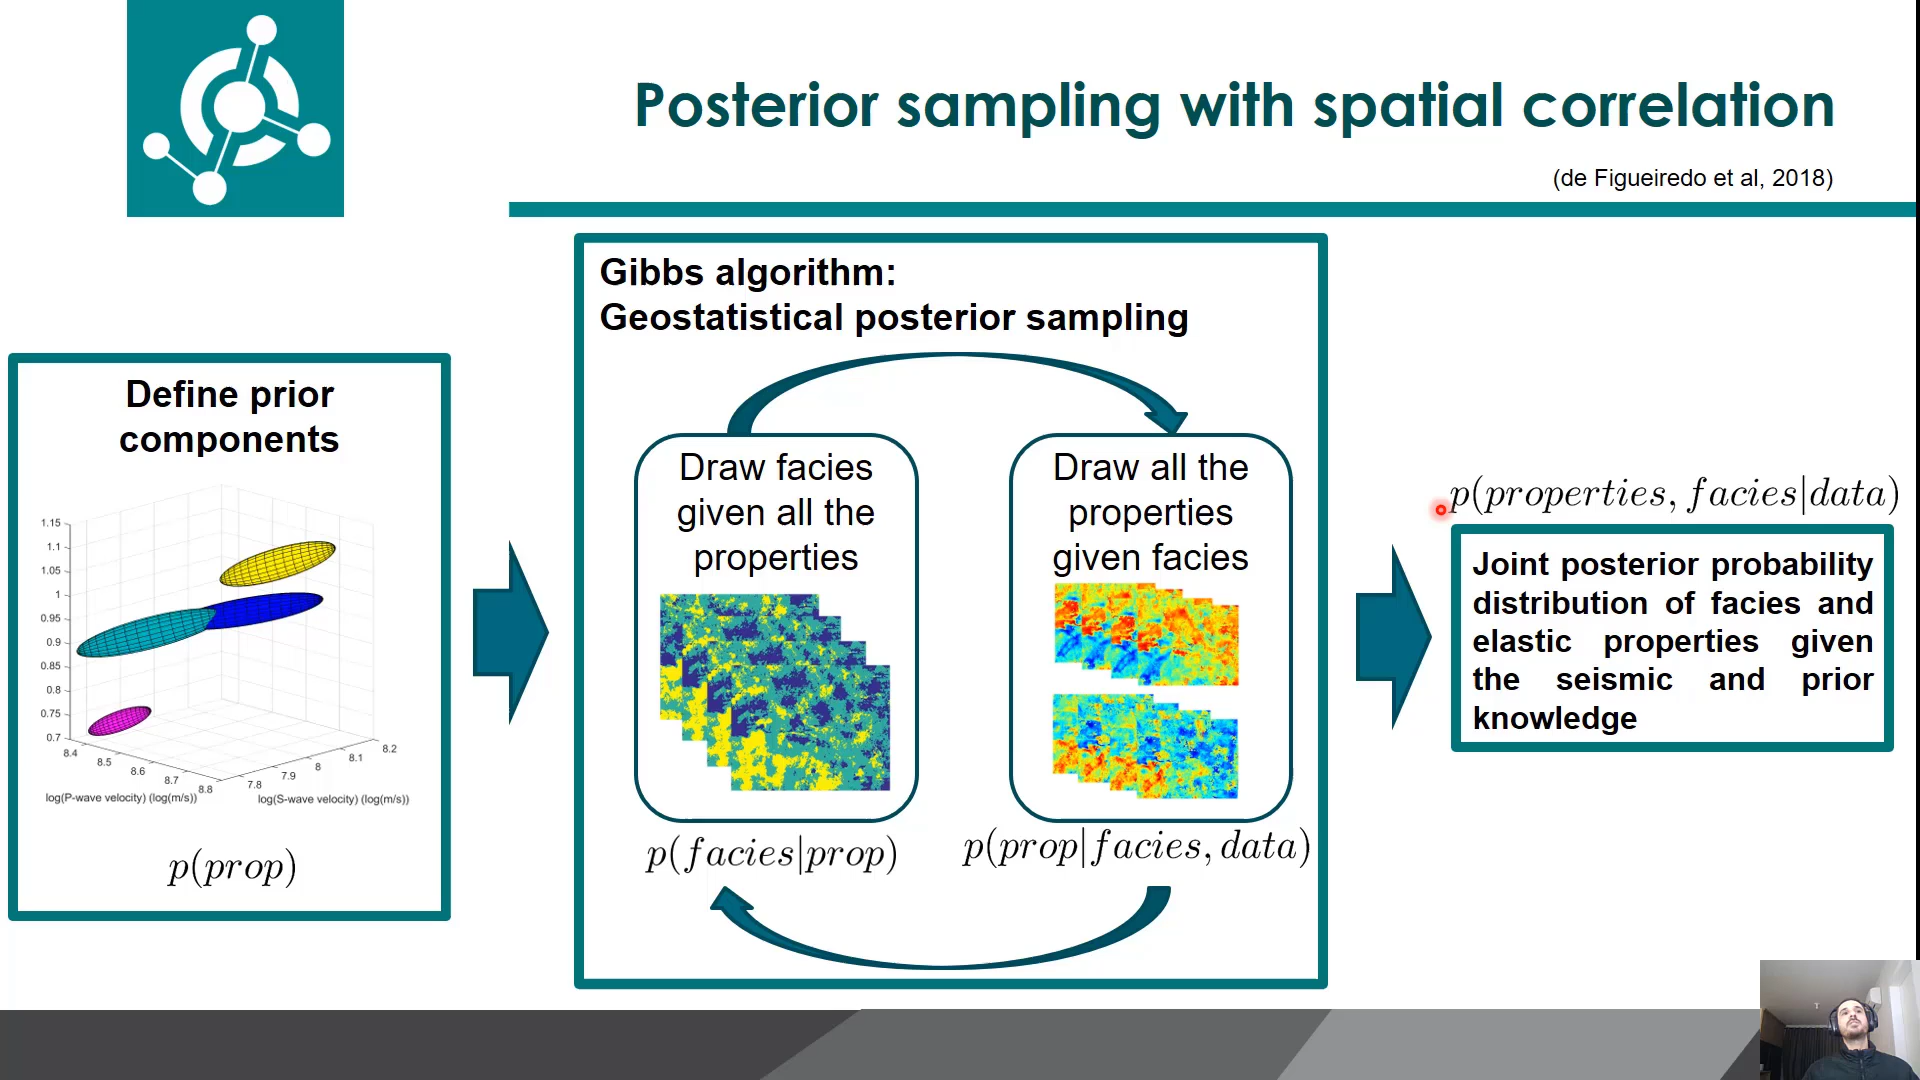 Posterior sampling with spatial correlation
(de Figueiredo et al, 2018)
Define prior
components
1.15
1.1
1.05
1
0.95
0.9
0.85
0.8
0.75
0.7
8.4
8.5
8.6
8.7
8.8
7.8
7.9
8
8.1
8.2
log(P-wave velocity) (log(m/s))
log(S-wave velocity) (log(m/s))
p(prop)
Gibbs algorithm:
Geostatistical posterior sampling
Draw facies
given all the
properties
p(facies|prop)
Draw all the
properties
given facies
p(prop|facies, data)
p(properties, facies|data)
Joint posterior probability
distribution of facies and
elastic properties given
the seismic and prior
knowledge